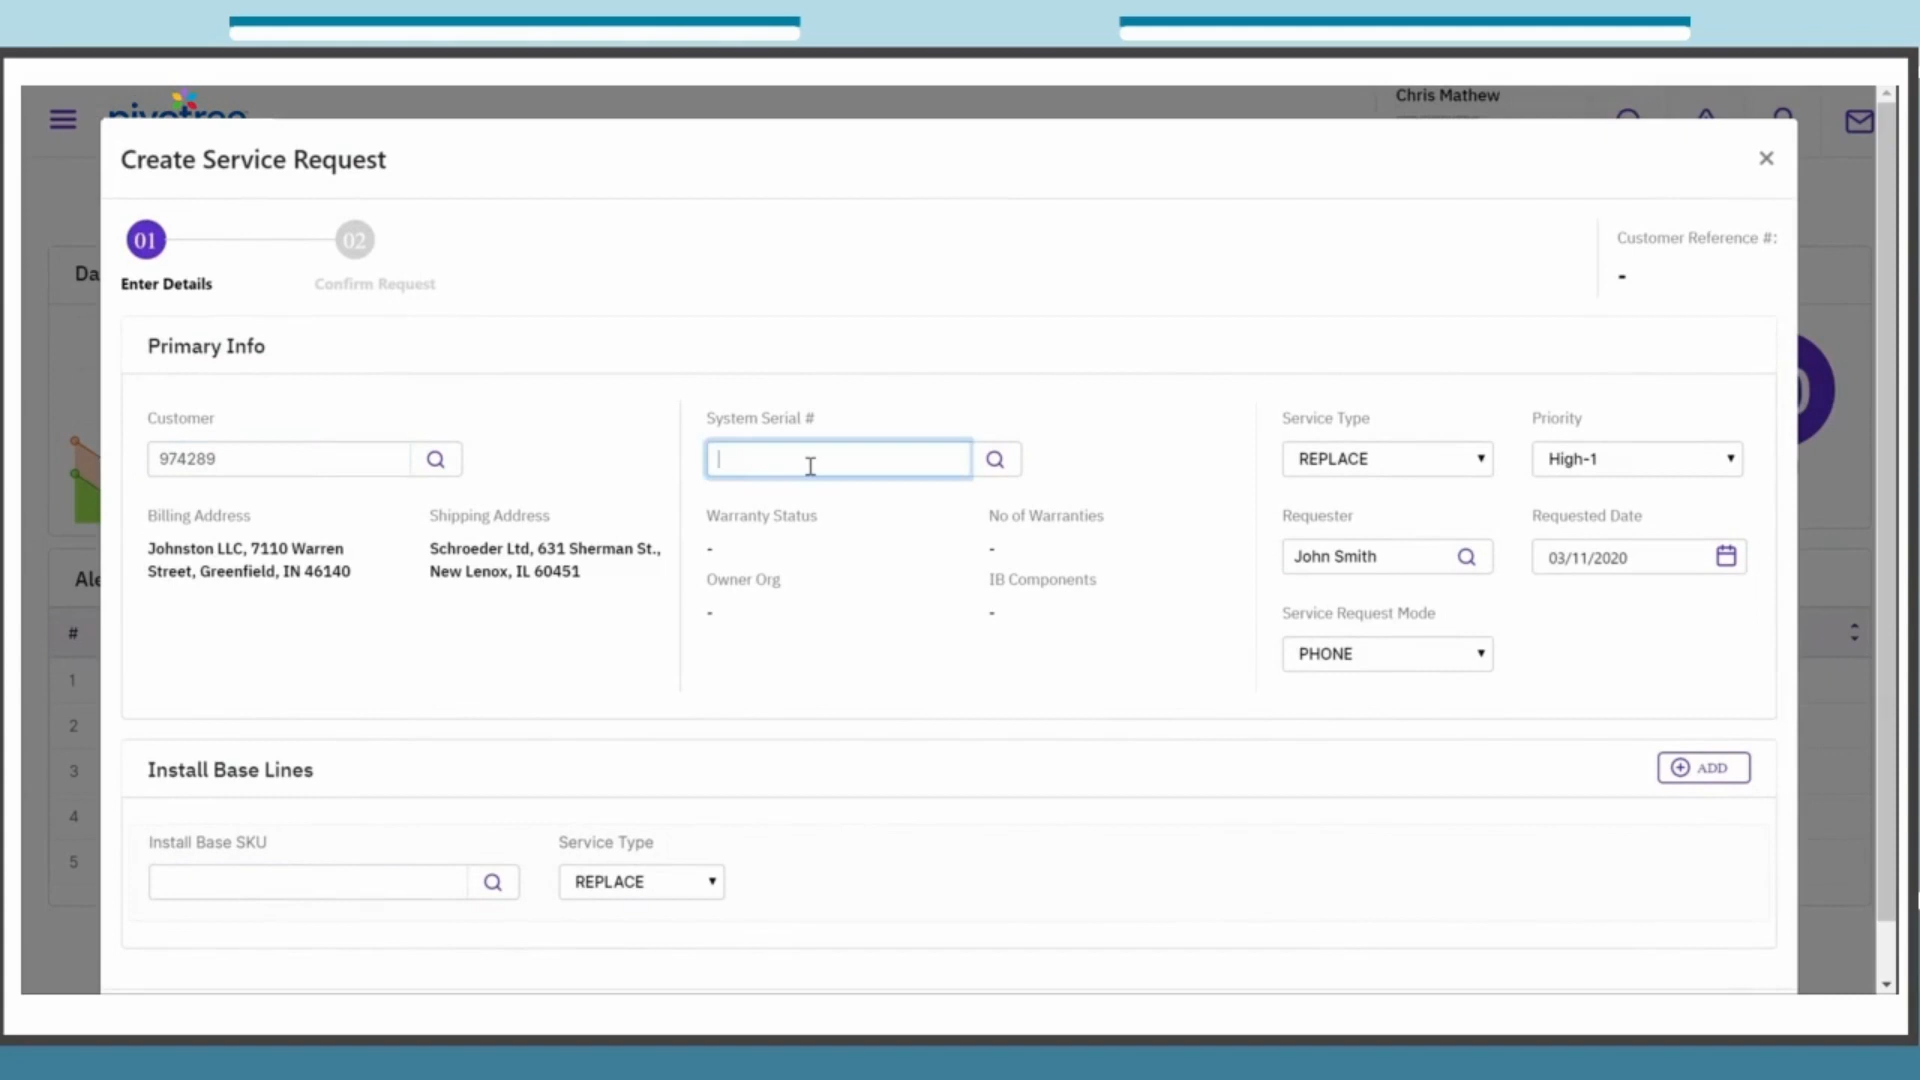 Chris Mathew
Create Service Request
01
02
Enter Details
Confirm Request
Customer Reference #:
-
Primary Info
Customer
974289
Billing Address
Johnston LLC, 7110 Warren
Street, Greenfield, IN 46140
Shipping Address
Schroeder Ltd, 631 Sherman St.,
New Lenox, IL 60451
System Serial #
Warranty Status
-
No of Warranties
-
Owner Org
-
IB Components
-
Service Type
REPLACE
Priority
High-1
Requester
John Smith
Requested Date
03/11/2020
Service Request Mode
PHONE
Install Base Lines
ADD
Install Base SKU
Service Type
REPLACE
#
1
2
3
4
5